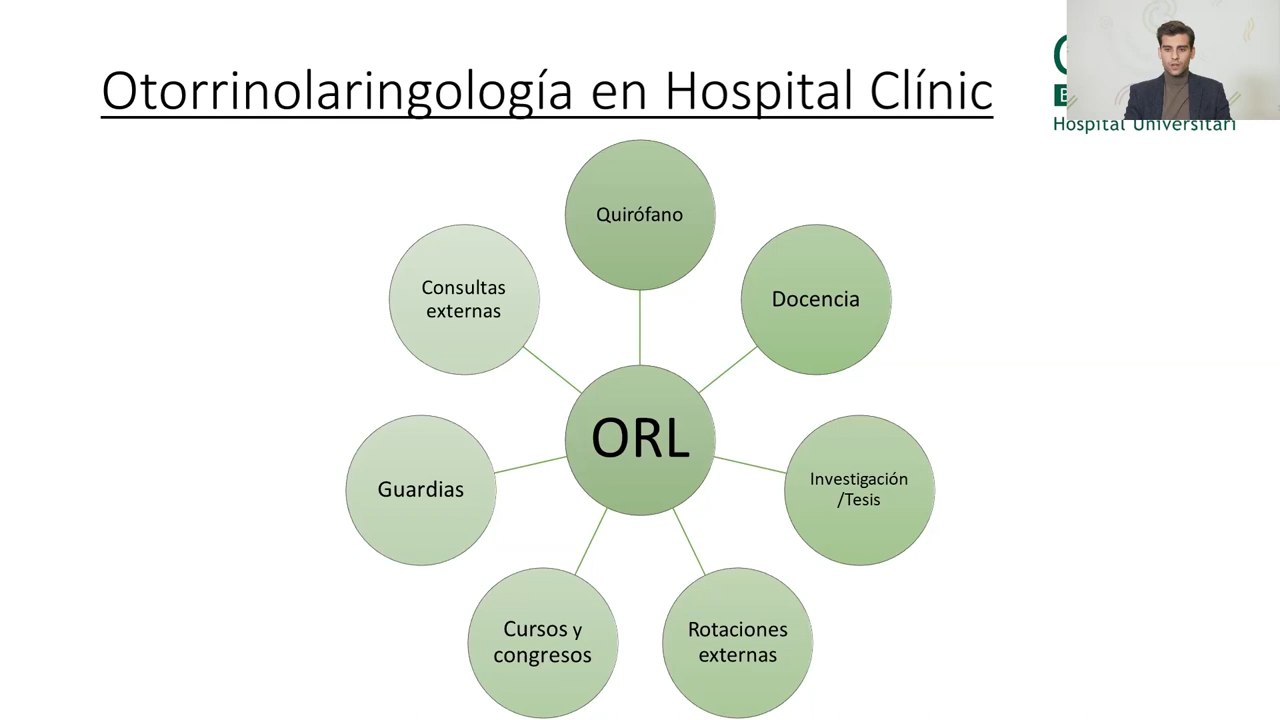 Otorrinolaringología en Hospital Clínic
Hospital Universitari
Quirófano
Docencia
Investigación
/Tesis
Rotaciones
externas
Cursos y
congresos
Guardias
Consultas
externas
ORL